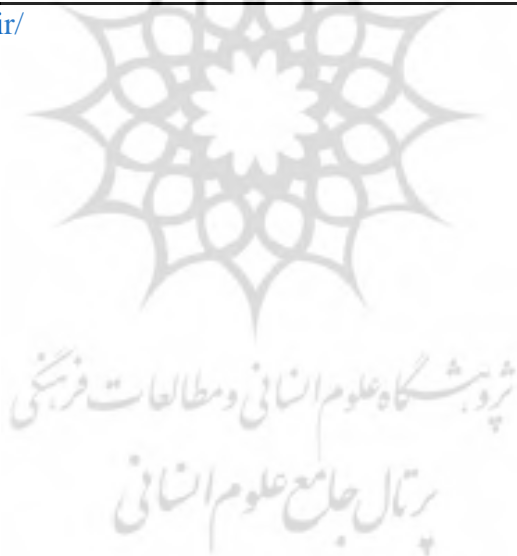 ir/
پژوهشگاه علوم انسانی و مطالعات فرهنگی
پرتال جامع علوم انسانی